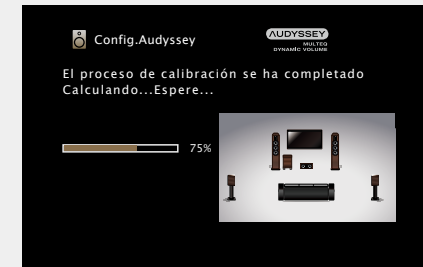 Config.Audyssey
AUDYSSEY
MULTEQ
DYNAMIC VOLUME
El proceso de calibración se ha completado
Calculando...Espere...
75%